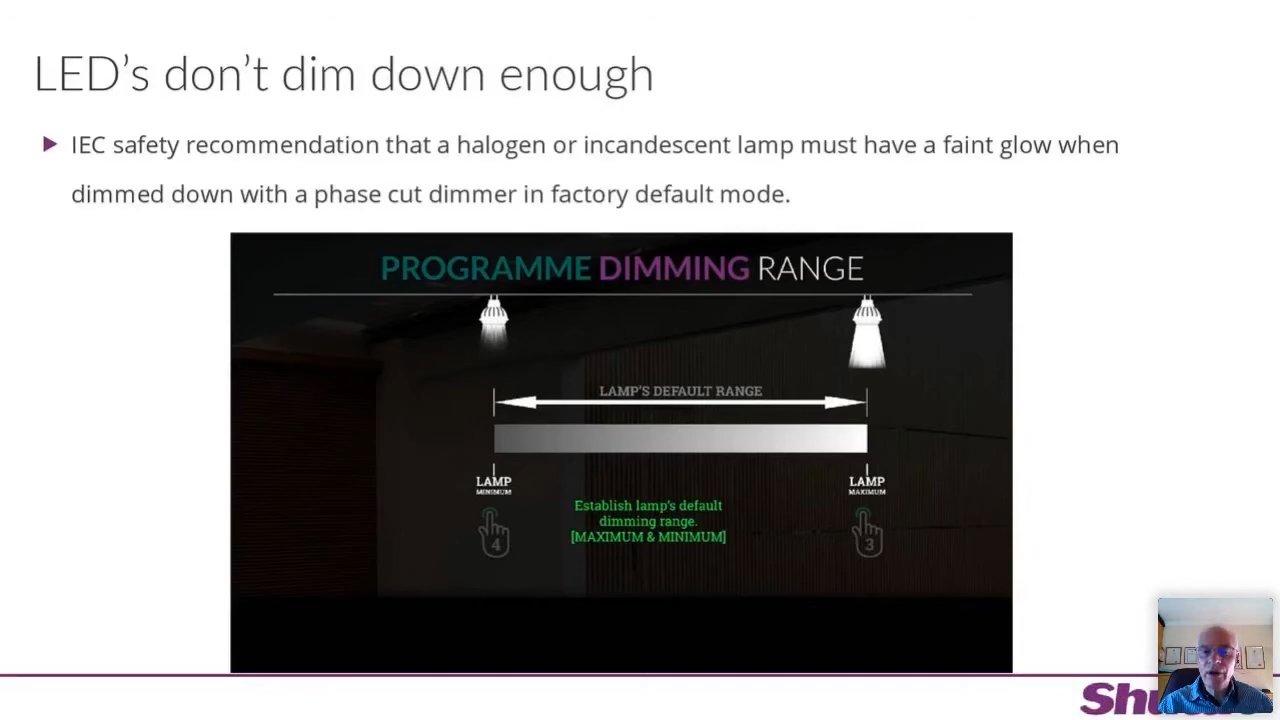 LED’s don’t dim down enough
IEC safety recommendation that a halogen or incandescent lamp must have a faint glow when
dimmed down with a phase cut dimmer in factory default mode.
PROGRAMME DIMMING RANGE
LAMP'S DEFAULT RANGE
LAMP
MINIMUM
LAMP
MAXIMUM
Establish lamp's default
dimming range.
[MAXIMUM & MINIMUM]
4
3